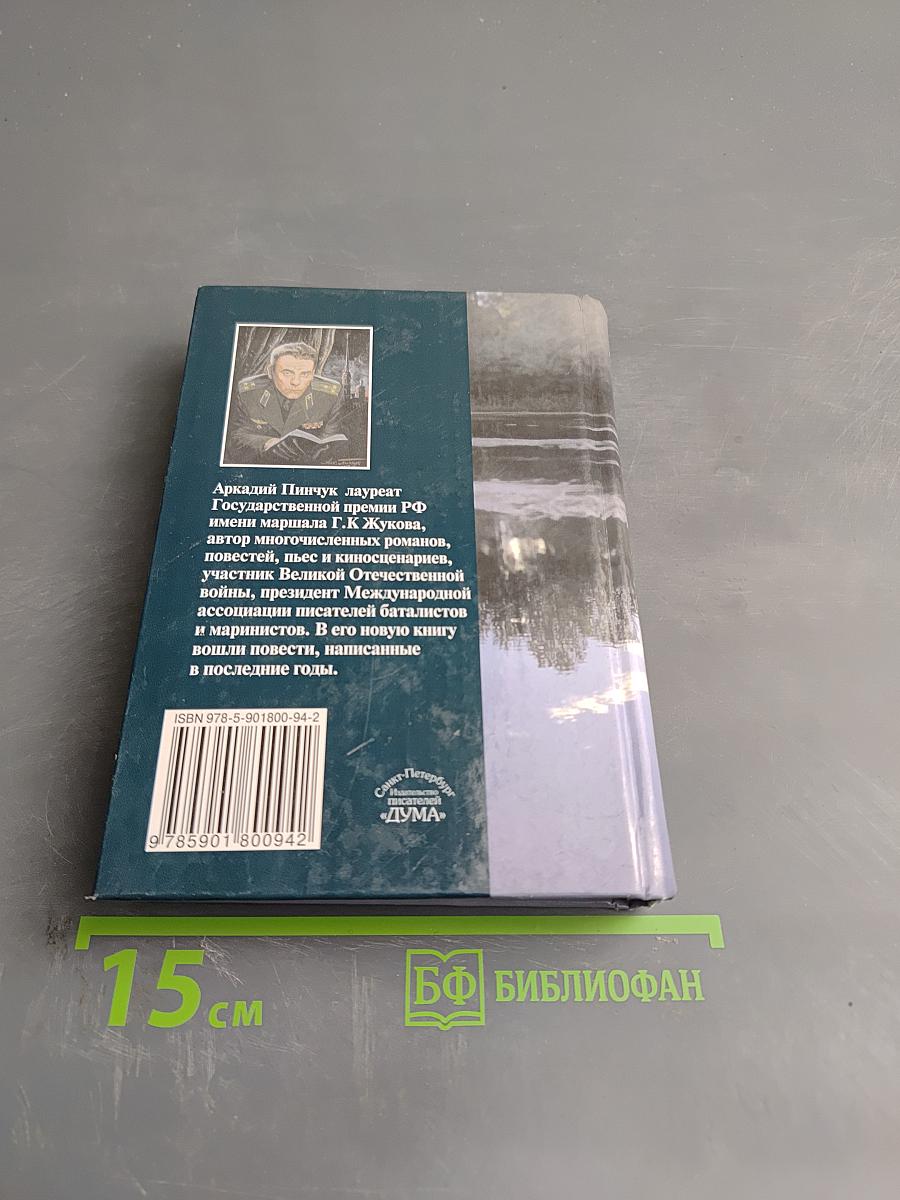 Аркадий Пинчук лауреат
Государственной премии РФ
имени маршала Г.К Жукова,
автор многочисленных романов,
повестей, пьес и киносценариев,
участник Великой Отечественной
войны, президент Международной
ассоциации писателей баталистов
и маринистов. В его новую книгу
вошли повести, написанные
в последние годы.
ISBN 978-5-901800-94-2
9 785901 800942
Санкт-Петербург
Издательство
писателей
«ДУМА»
15 см
БФ БИБЛИОФАН